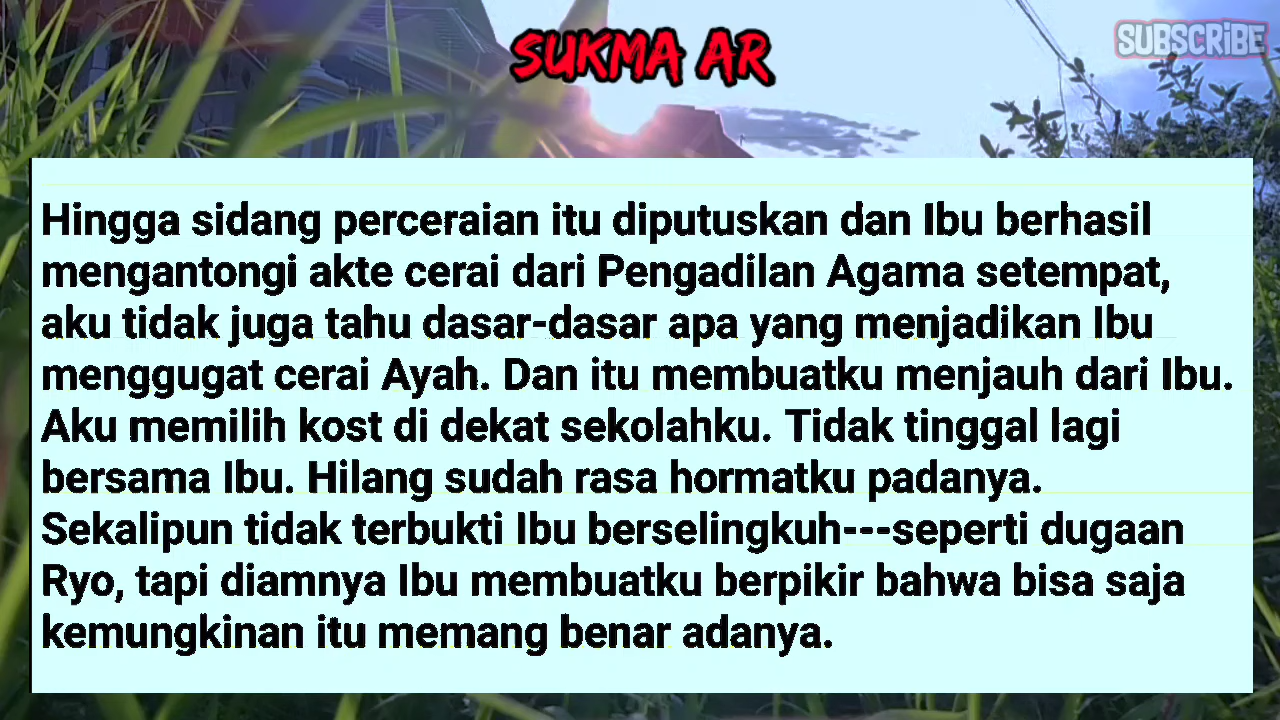 SUKMA AR
SUBSCRiBE
Hingga sidang perceraian itu diputuskan dan Ibu berhasil
mengantongi akte cerai dari Pengadilan Agama setempat,
aku tidak juga tahu dasar-dasar apa yang menjadikan Ibu
menggugat cerai Ayah. Dan itu membuatku menjauh dari Ibu.
Aku memilih kost di dekat sekolahku. Tidak tinggal lagi
bersama Ibu. Hilang sudah rasa hormatku padanya.
Sekalipun tidak terbukti Ibu berselingkuh---seperti dugaan
Ryo, tapi diamnya Ibu membuatku berpikir bahwa bisa saja
kemungkinan itu memang benar adanya.